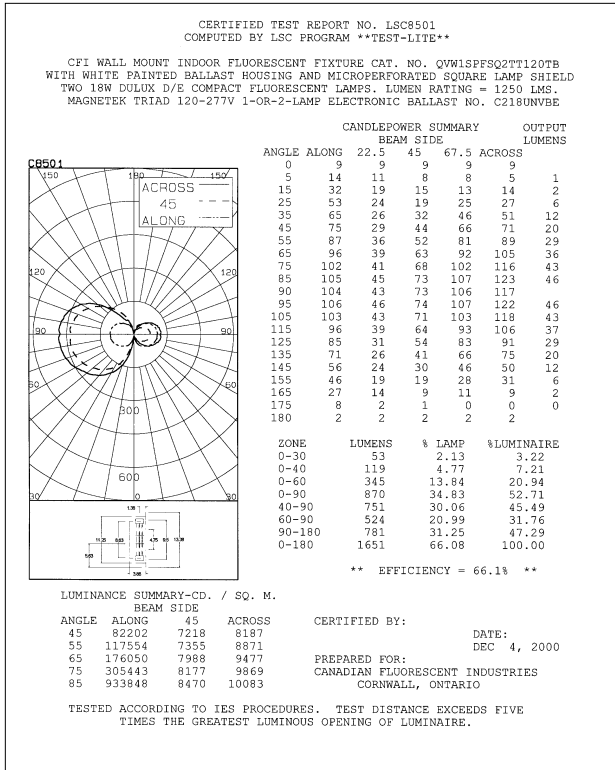 CERTIFIED TEST REPORT NO. LSC8501
COMPUTED BY LSC PROGRAM **TEST-LITE**
CFI WALL MOUNT INDOOR FLUORESCENT FIXTURE CAT. NO. QVW1SPFSQ2TT120TB
WITH WHITE PAINTED BALLAST HOUSING AND MICROPERFORATED SQUARE LAMP SHIELD
TWO 18W DULUX D/E COMPACT FLUORESCENT LAMPS. LUMEN RATING = 1250 LMS.
MAGNETEK TRIAD 120-277V 1-OR-2-LAMP ELECTRONIC BALLAST NO. C218UNVBE
CANDLEPOWER SUMMARY OUTPUT
BEAM SIDE LUMENS
ANGLE ALONG 22.5 45 67.5 ACROSS
0 9 9 9 9 9
5 14 11 8 8 5 1
15 32 19 15 13 14 2
25 53 24 19 25 27 6
35 65 26 32 46 51 12
45 75 29 44 66 71 20
55 87 36 52 81 89 29
65 96 39 63 92 105 36
75 102 41 68 102 116 43
85 105 45 73 107 123 46
90 104 43 73 106 117
95 106 46 74 107 122 46
105 103 43 71 103 118 43
115 96 39 64 93 106 37
125 85 31 54 83 91 29
135 71 26 41 66 75 20
145 56 24 30 46 50 12
155 46 19 19 28 31 6
165 27 14 9 11 9 2
175 8 2 1 0 0 0
180 2 2 2 2 2
C8501
150 180 150
ACROSS
45
ALONG
120 120
90 90
60 60
300
600
30 0 30
1.38
11.25 8.63 4.75 9.5 13.38
5.63
3.88
ZONE LUMENS % LAMP %LUMINAIRE
0-30 53 2.13 3.22
0-40 119 4.77 7.21
0-60 345 13.84 20.94
0-90 870 34.83 52.71
40-90 751 30.06 45.49
60-90 524 20.99 31.76
90-180 781 31.25 47.29
0-180 1651 66.08 100.00
** EFFICIENCY = 66.1% **
LUMINANCE SUMMARY-CD. / SQ. M.
BEAM SIDE
ANGLE ALONG 45 ACROSS
45 82202 7218 8187
55 117554 7355 8871
65 176050 7988 9477
75 305443 8177 9869
85 933848 8470 10083
CERTIFIED BY:
DATE:
DEC 4, 2000
PREPARED FOR:
CANADIAN FLUORESCENT INDUSTRIES
CORNWALL, ONTARIO
TESTED ACCORDING TO IES PROCEDURES. TEST DISTANCE EXCEEDS FIVE
TIMES THE GREATEST LUMINOUS OPENING OF LUMINAIRE.